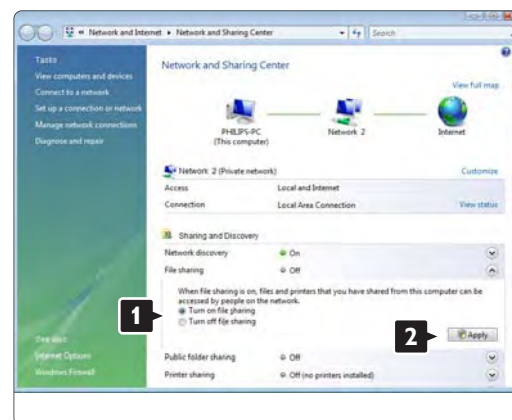 Network and Internet ▸ Network and Sharing Center
Search
Tasks
View computers and devices
Connect to a network
Set up a connection or network
Manage network connections
Diagnose and repair
See also
Internet Options
Windows Firewall
Network and Sharing Center
View full map
PHILIPS-PC
(This computer)
Network 2
Internet
Network 2 (Private network)
Customize
Access
Local and Internet
Connection
Local Area Connection
View status
Sharing and Discovery
Network discovery
On
File sharing
Off
When file sharing is on, files and printers that you have shared from this computer can be
accessed by people on the network.
1
Turn on file sharing
Turn off file sharing
2
Apply
Public folder sharing
Off
Printer sharing
Off (no printers installed)